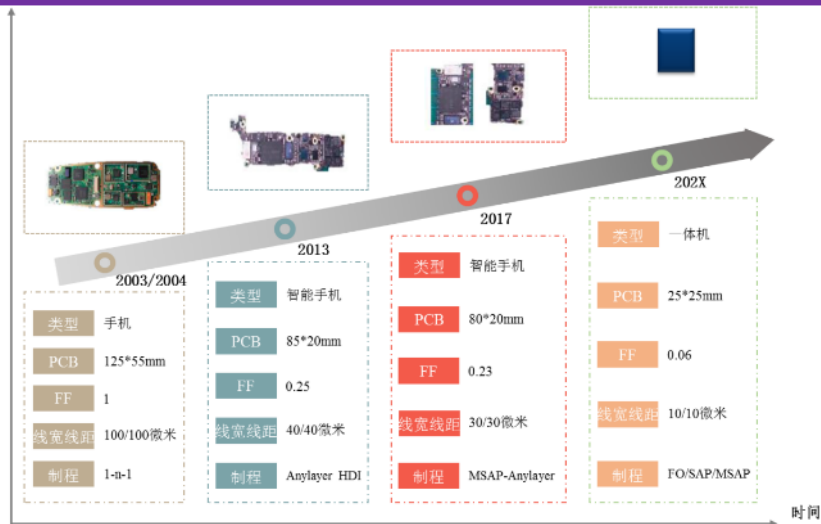 2003/2004
类型 手机
PCB 125*55mm
FF 1
线宽线距 100/100微米
制程 1-n-1
2013
类型 智能手机
PCB 85*20mm
FF 0.25
线宽线距 40/40微米
制程 Anylayer HDI
2017
类型 智能手机
PCB 80*20mm
FF 0.23
线宽线距 30/30微米
制程 MSAP-Anylayer
202X
类型 一体机
PCB 25*25mm
FF 0.06
线宽线距 10/10微米
制程 FO/SAP/MSAP
时间